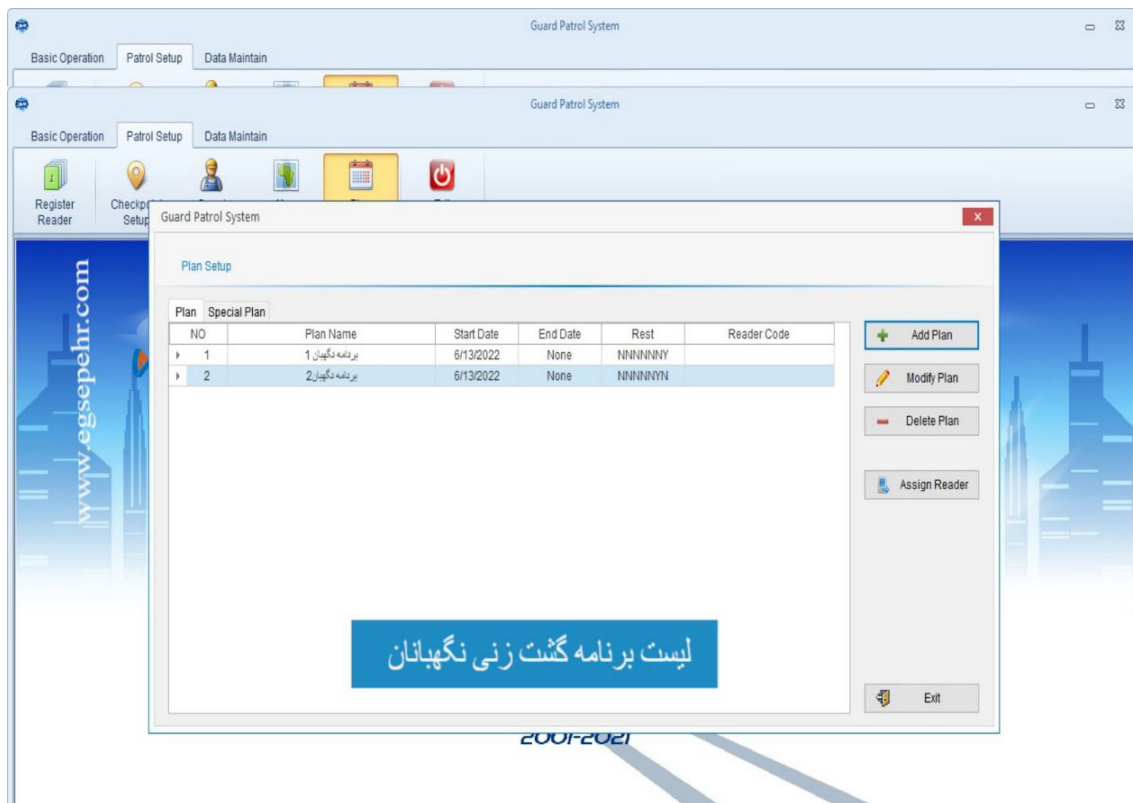 Guard Patrol System
Basic Operation Patrol Setup Data Maintain
Guard Patrol System
Basic Operation Patrol Setup Data Maintain
Register Reader
Setup
Guard Patrol System
Plan Setup
Plan Special Plan
NO Plan Name Start Date End Date Rest Reader Code
1 برنامه نگهبان 1 6/13/2022 None NNNNNNY
2 برنامه نگهبان2 6/13/2022 None NNNNNYN
Add Plan
Modify Plan
Delete Plan
Assign Reader
Exit
لیست برنامه گشت زنی نگهبانان
www.egsepehr.com
2001-2021